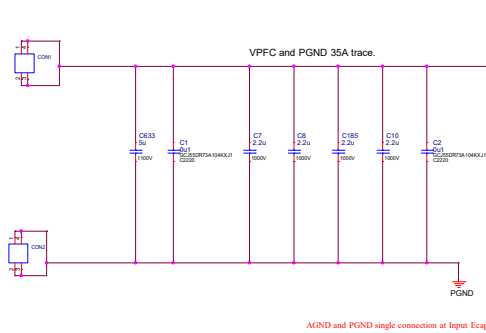 VPFC and PGND 35A trace.
CON1
C633
5u
1100V
C1
0u1
GCJ55DR73A104KXJ1
C2220
C7
2.2u
1000V
C8
2.2u
1000V
C185
2.2u
1000V
C10
2.2u
1000V
C2
0u1
GCJ55DR73A104KXJ1
C2220
CON2
PGND
AGND and PGND single connection at Input Ecap